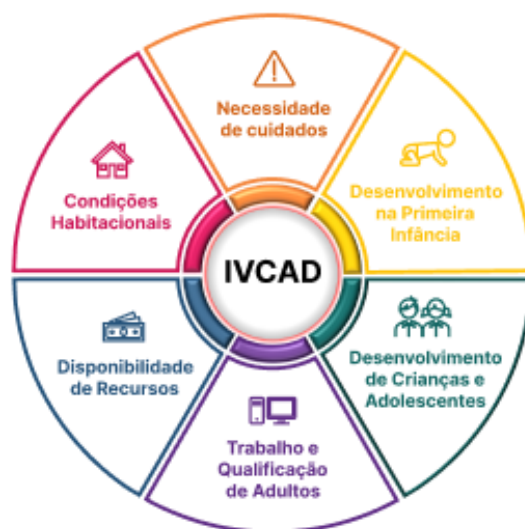 Necessidade
de cuidados
Desenvolvimento
na Primeira
Infância
Desenvolvimento
de Crianças e
Adolescentes
Trabalho e
Qualificação
de Adultos
Disponibilidade
de Recursos
Condições
Habitacionais
IVCAD